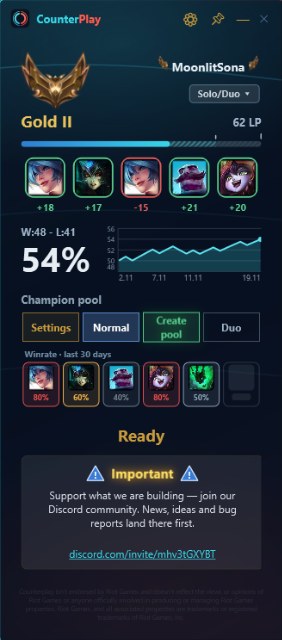 CounterPlay
MoonlitSona
Solo/Duo
Gold II
62 LP
+18 +17 -15 +21 +20
W:48 - L:41
54%
56
54
52
50
48
2.11 7.11 11.11 19.11
Champion pool
Settings Normal Create pool Duo
Winrate · last 30 days
80% 60% 40% 80% 50%
Ready
Important
Support what we are building — join our
Discord community. News, ideas and bug
reports land there first.
discord.com/invite/mhv3tGXYBT